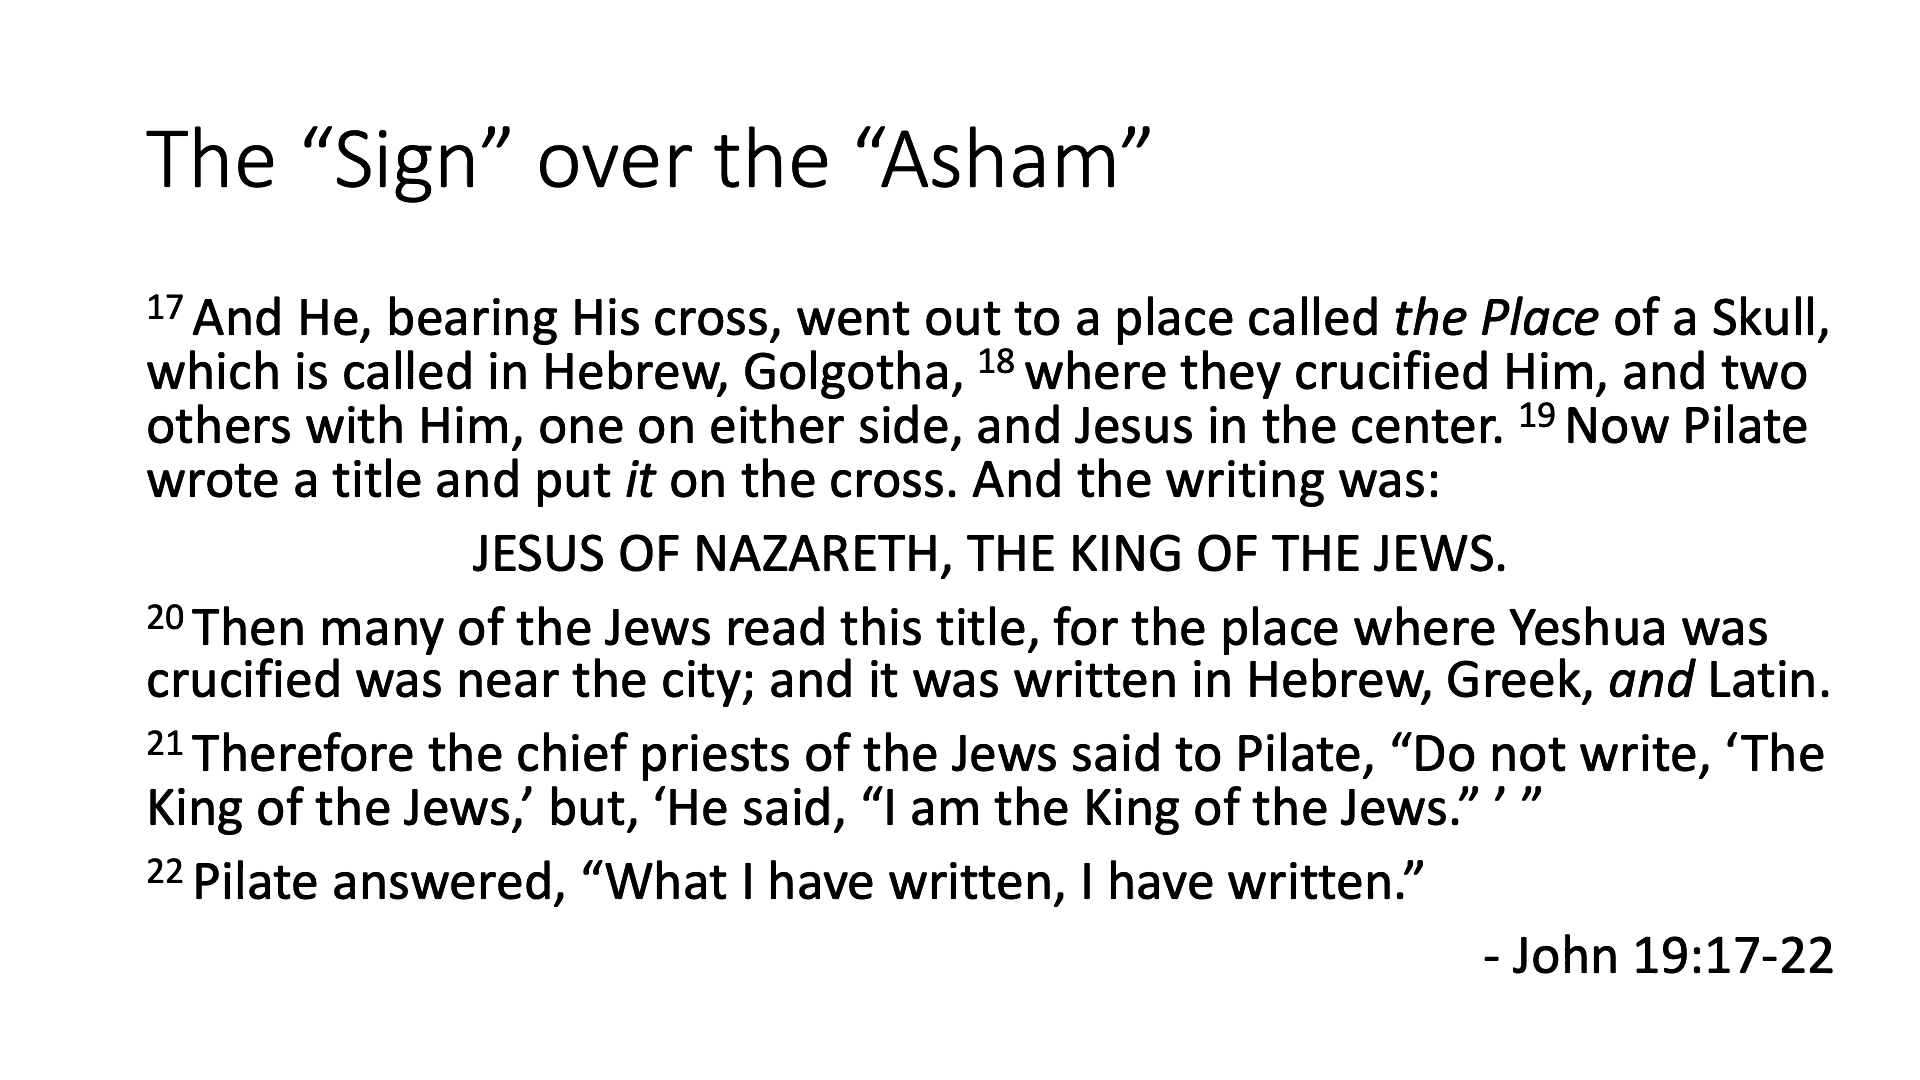 The “Sign” over the “Asham”
17 And He, bearing His cross, went out to a place called the Place of a Skull,
which is called in Hebrew, Golgotha, 18 where they crucified Him, and two
others with Him, one on either side, and Jesus in the center. 19 Now Pilate
wrote a title and put it on the cross. And the writing was:
JESUS OF NAZARETH, THE KING OF THE JEWS.
20 Then many of the Jews read this title, for the place where Yeshua was
crucified was near the city; and it was written in Hebrew, Greek, and Latin.
21 Therefore the chief priests of the Jews said to Pilate, “Do not write, ‘The
King of the Jews,’ but, ‘He said, “I am the King of the Jews.” ’ ”
22 Pilate answered, “What I have written, I have written.”
- John 19:17-22